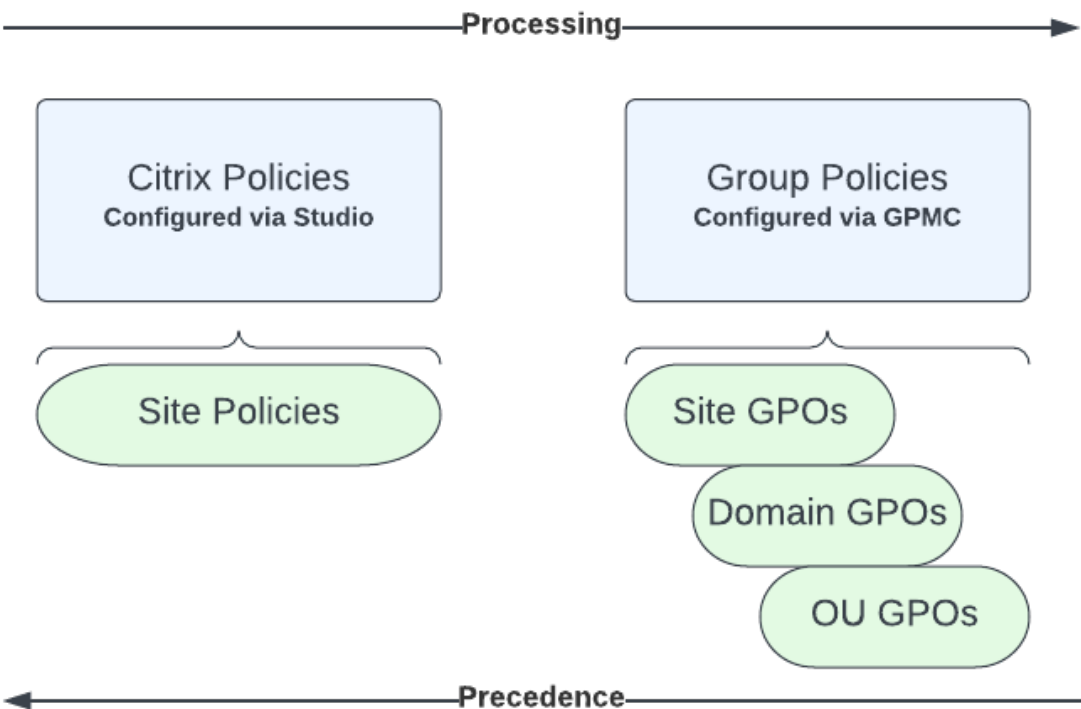 Processing
Citrix Policies
Configured via Studio
Group Policies
Configured via GPMC
Site Policies
Site GPOs
Domain GPOs
OU GPOs
Precedence